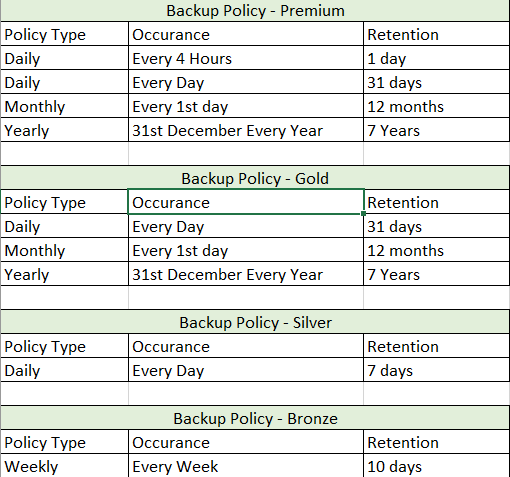 Backup Policy - Premium
Policy Type Occurance Retention
Daily Every 4 Hours 1 day
Daily Every Day 31 days
Monthly Every 1st day 12 months
Yearly 31st December Every Year 7 Years
Backup Policy - Gold
Policy Type Occurance Retention
Daily Every Day 31 days
Monthly Every 1st day 12 months
Yearly 31st December Every Year 7 Years
Backup Policy - Silver
Policy Type Occurance Retention
Daily Every Day 7 days
Backup Policy - Bronze
Policy Type Occurance Retention
Weekly Every Week 10 days